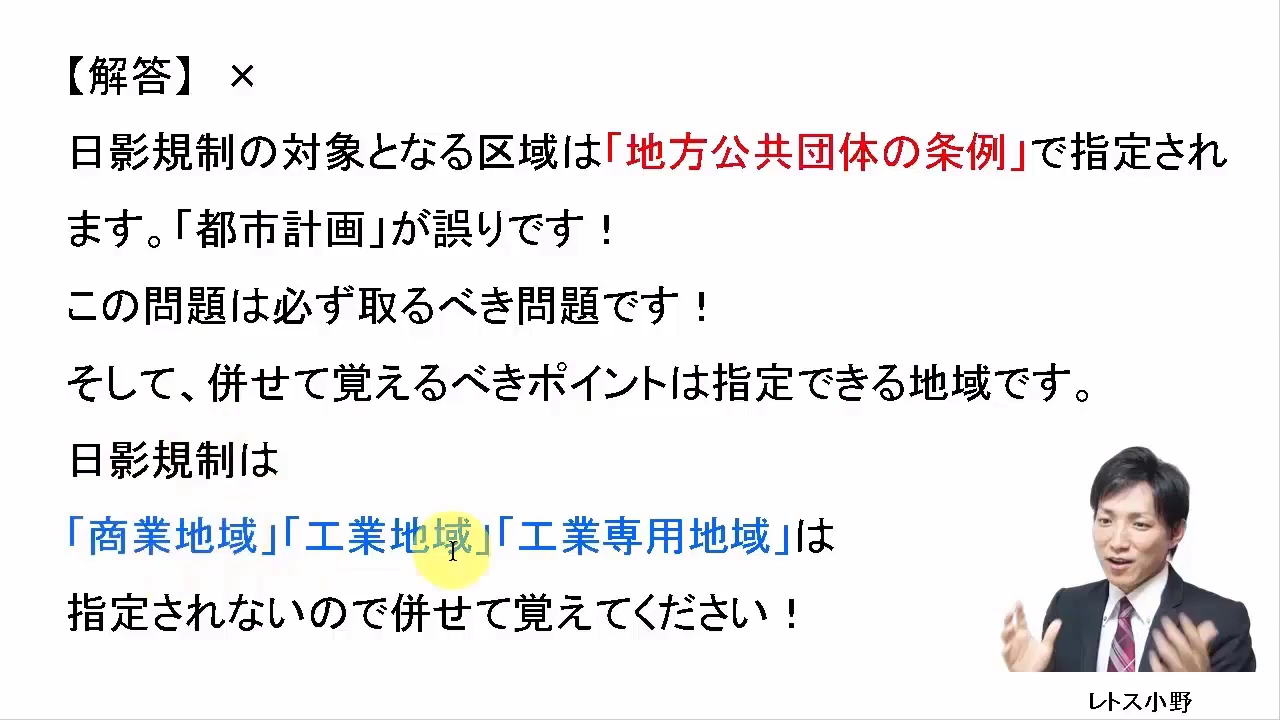 【解答】 ×
日影規制の対象となる区域は「地方公共団体の条例」で指定され
ます。「都市計画」が誤りです！
この問題は必ず取るべき問題です！
そして、併せて覚えるべきポイントは指定できる地域です。
日影規制は
「商業地域」「工業地域」「工業専用地域」は
指定されないので併せて覚えてください！
レトス小野